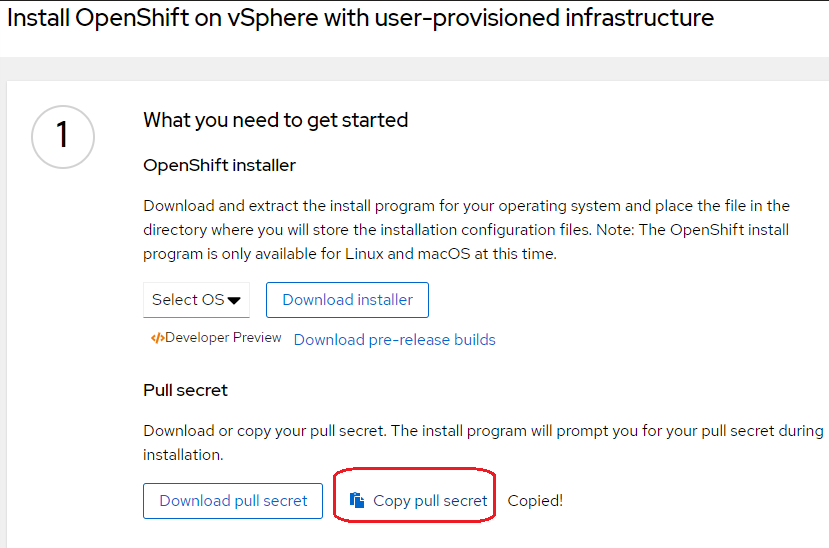 Install OpenShift on vSphere with user-provisioned infrastructure
1
What you need to get started
OpenShift installer
Download and extract the install program for your operating system and place the file in the
directory where you will store the installation configuration files. Note: The OpenShift install
program is only available for Linux and macOS at this time.
Select OS Download installer
</>Developer Preview Download pre-release builds
Pull secret
Download or copy your pull secret. The install program will prompt you for your pull secret during
installation.
Download pull secret Copy pull secret Copied!